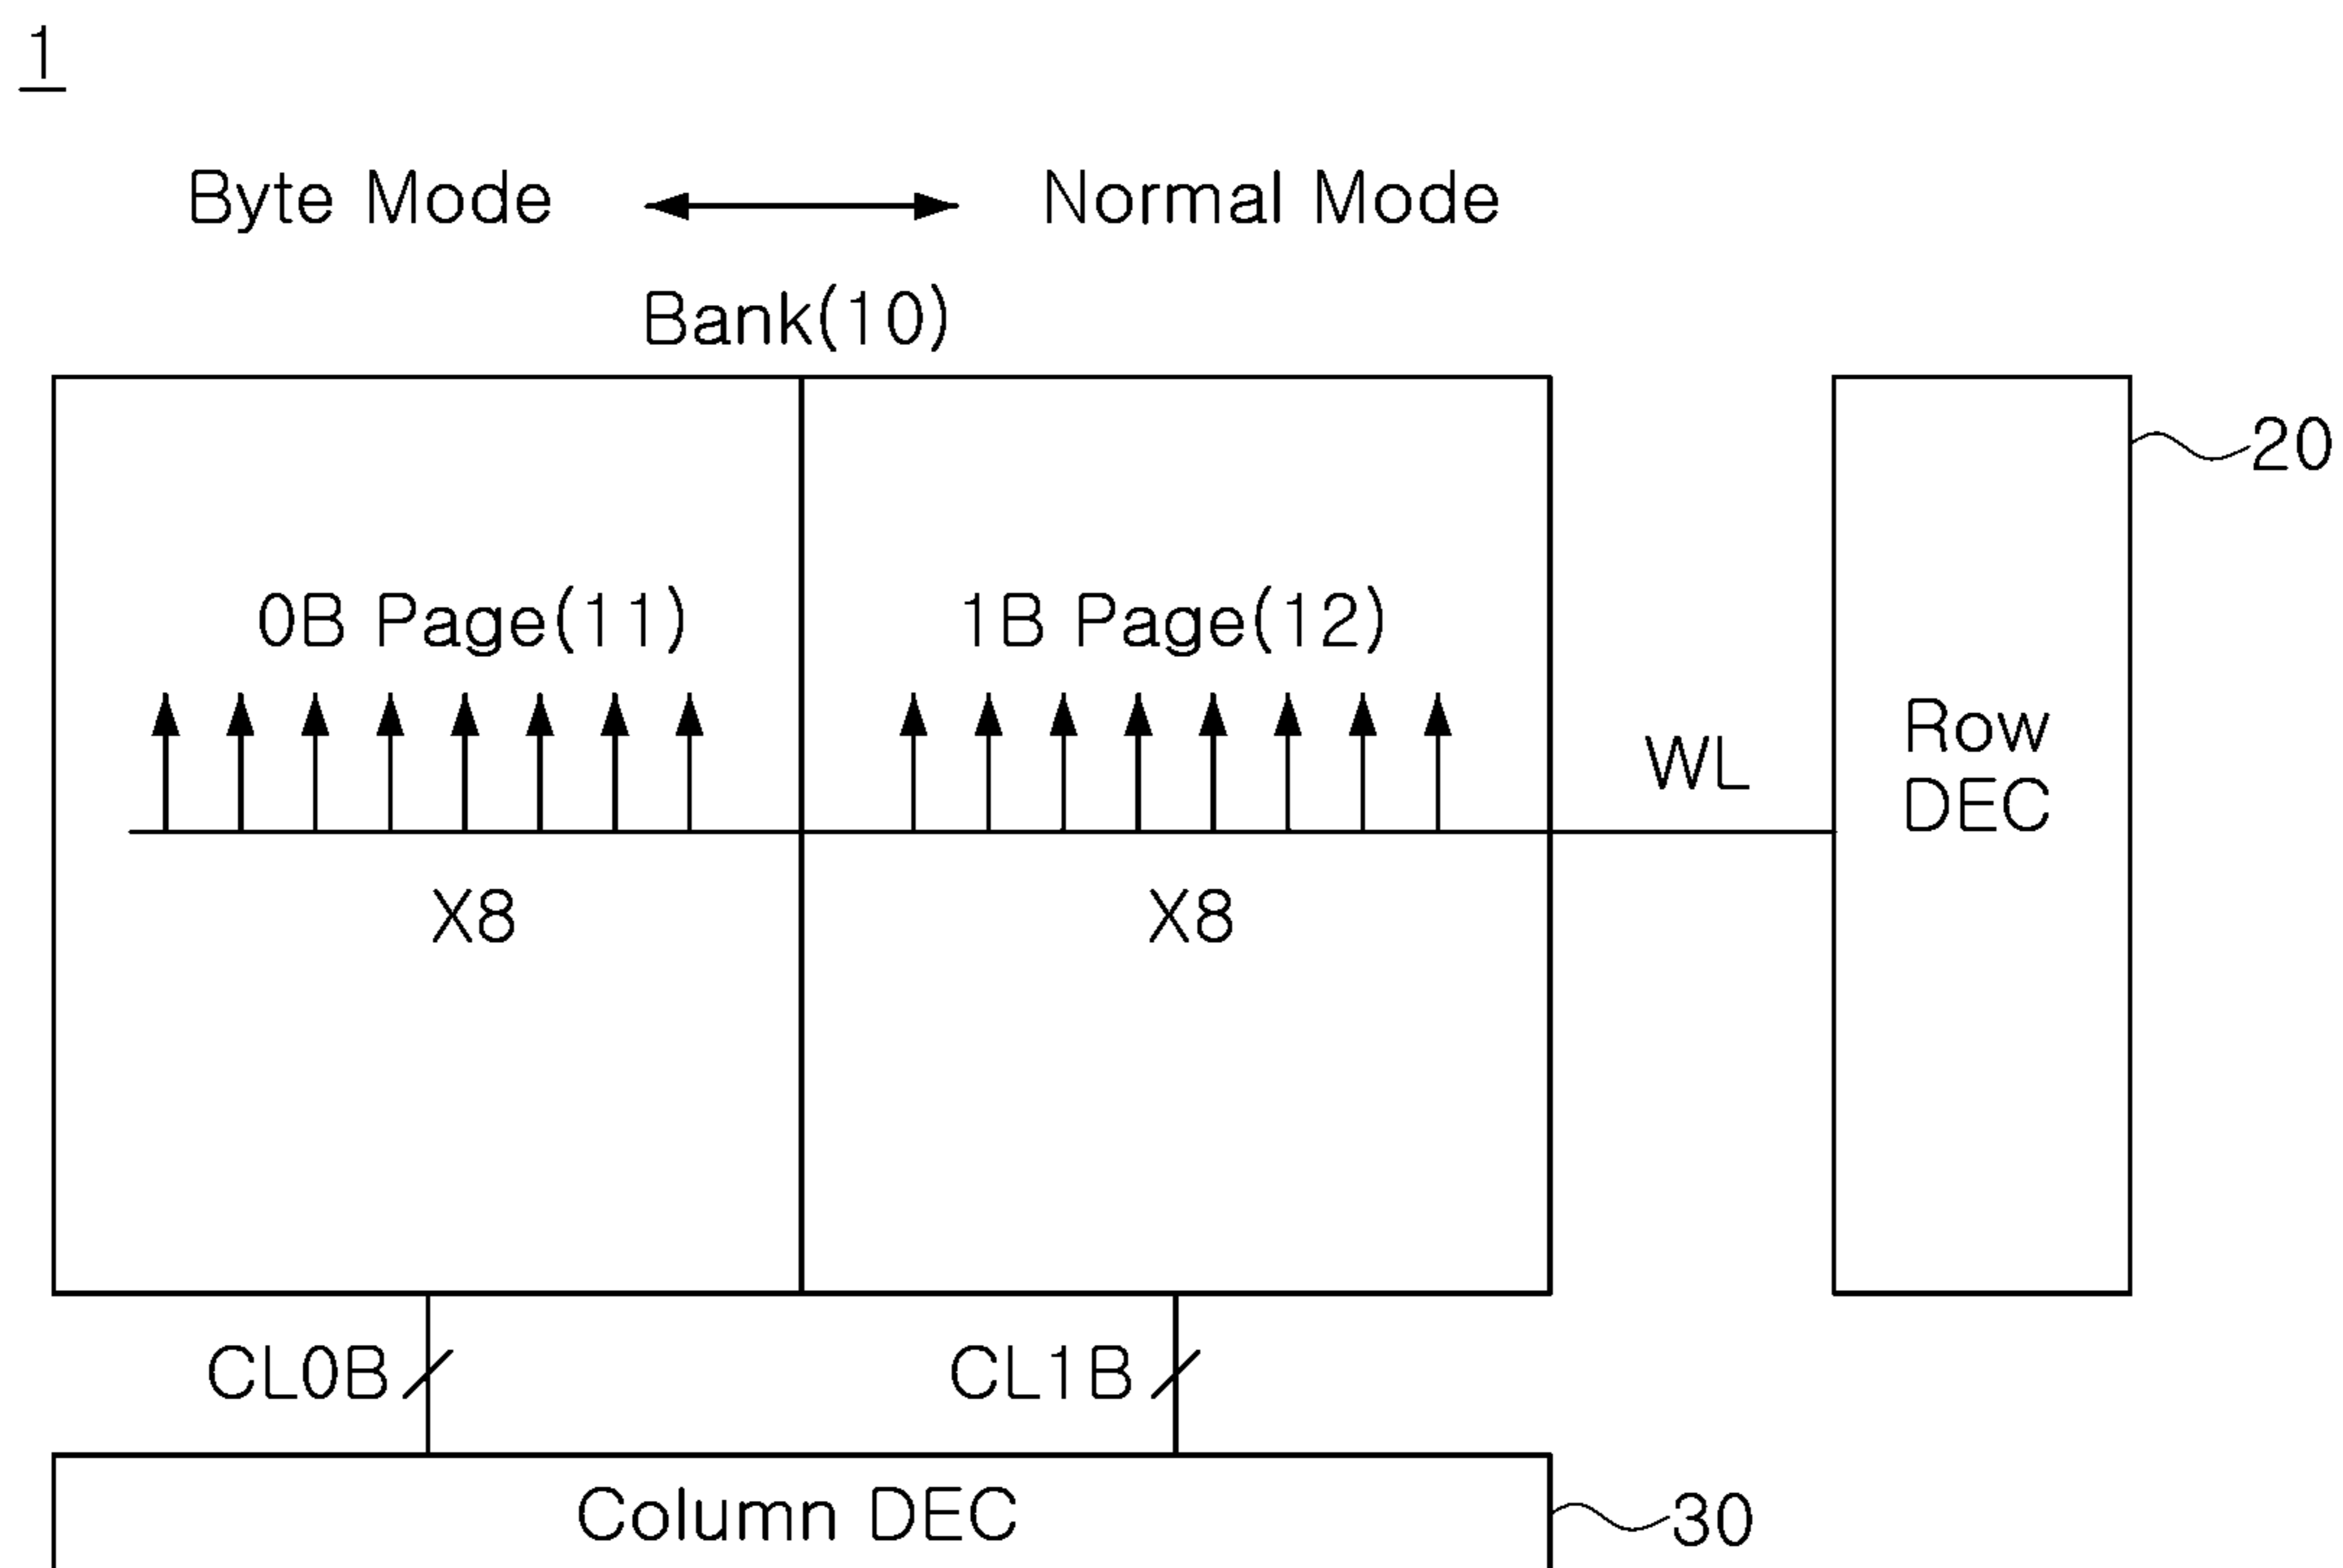 1
Byte Mode Normal Mode
Bank(10)
20
0B Page(11) 1B Page(12)
WL
Row
DEC
X8 X8
CL0B CL1B
Column DEC
30